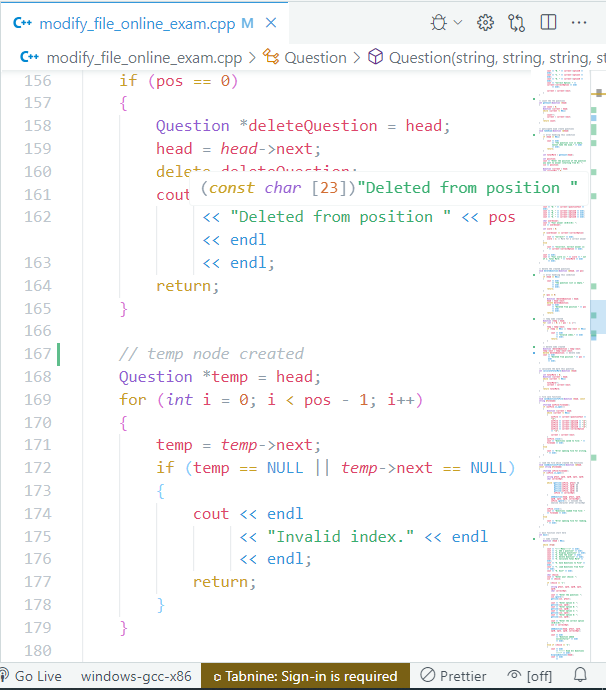 C++ modify_file_online_exam.cpp M ×
C++ modify_file_online_exam.cpp > Question > Question(string, string, string, st
156 if (pos == 0)
157 {
158 Question *deleteQuestion = head;
159 head = head->next;
160 delete deleteQuestion;
(const char [23])"Deleted from position "
161 cout
162 << "Deleted from position " << pos
<< endl
163 << endl;
164 return;
165 }
166
167 // temp node created
168 Question *temp = head;
169 for (int i = 0; i < pos - 1; i++)
170 {
171 temp = temp->next;
172 if (temp == NULL || temp->next == NULL)
173 {
174 cout << endl
175 << "Invalid index." << endl
176 << endl;
177 return;
178 }
179 }
180
Go Live windows-gcc-x86 Tabnine: Sign-in is required Prettier [off]